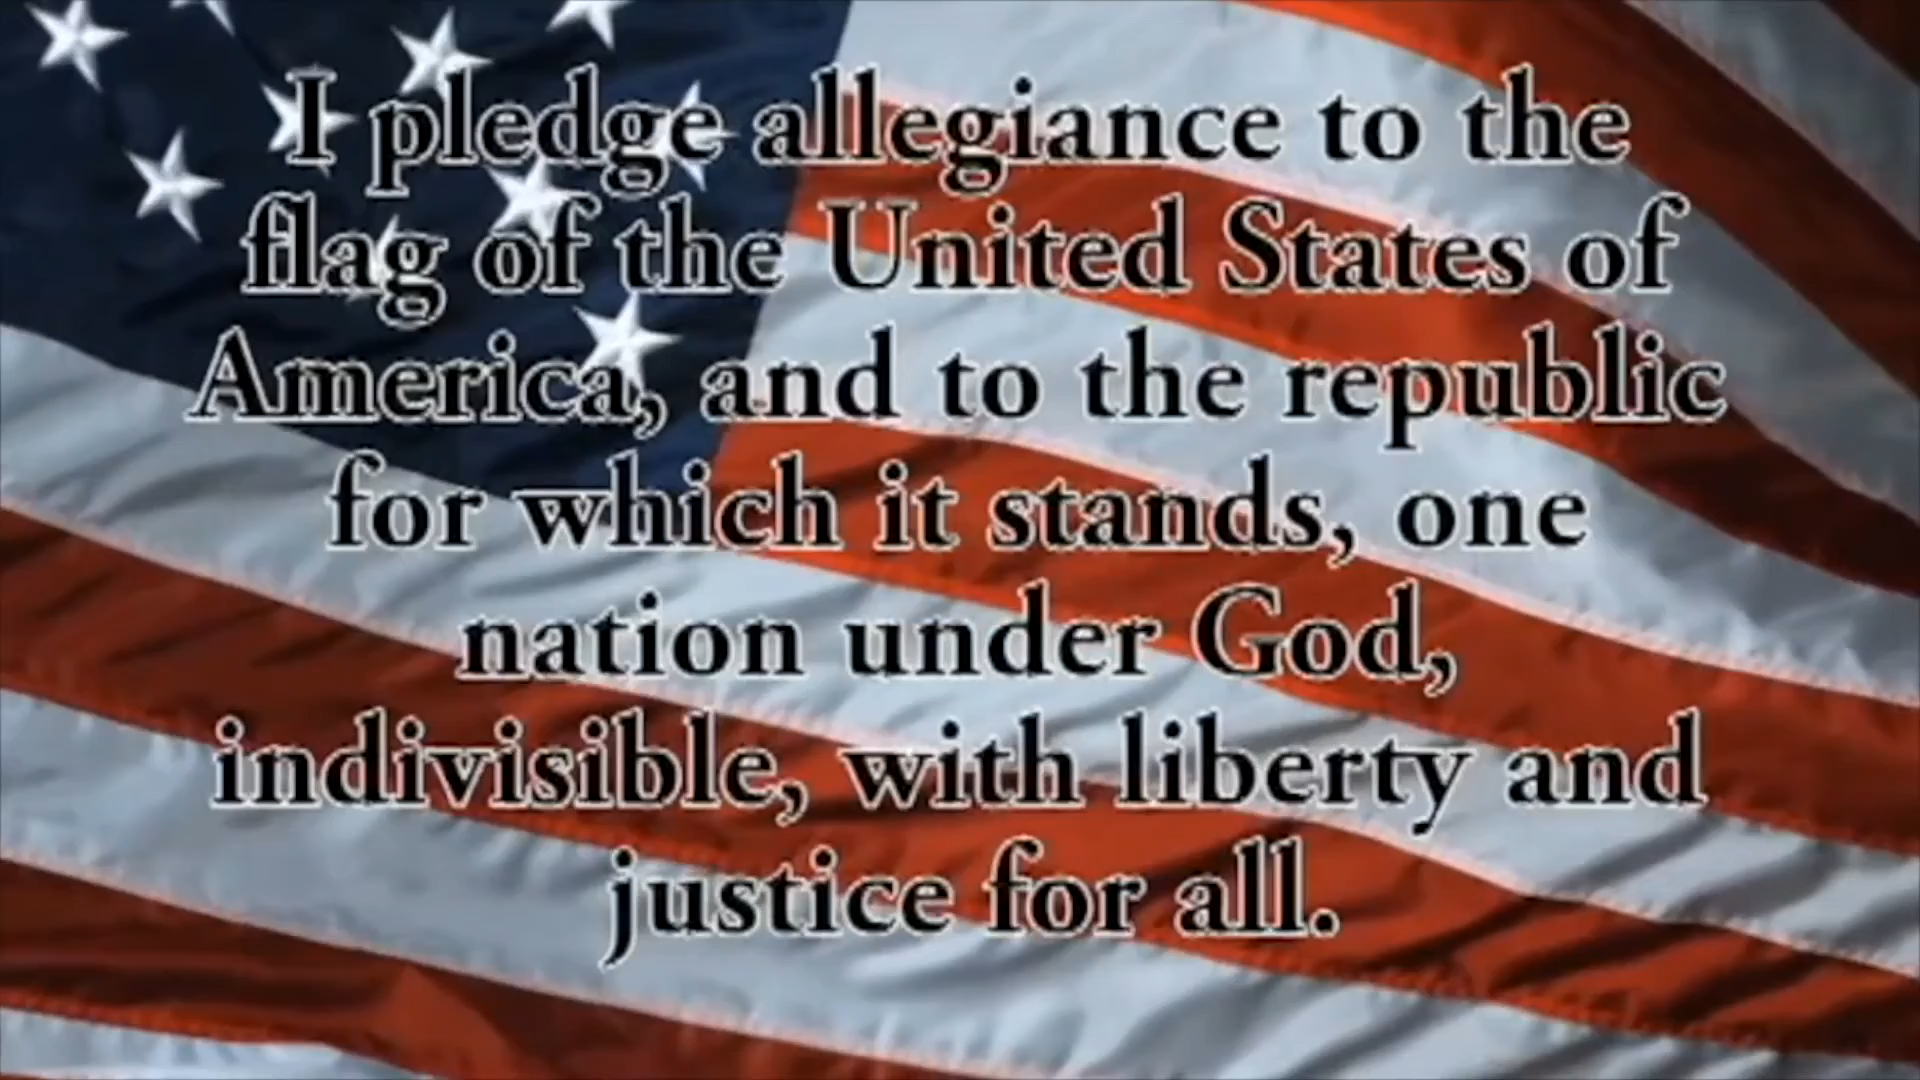 I pledge allegiance to the
flag of the United States of
America, and to the republic
for which it stands, one
nation under God,
indivisible, with liberty and
justice for all.